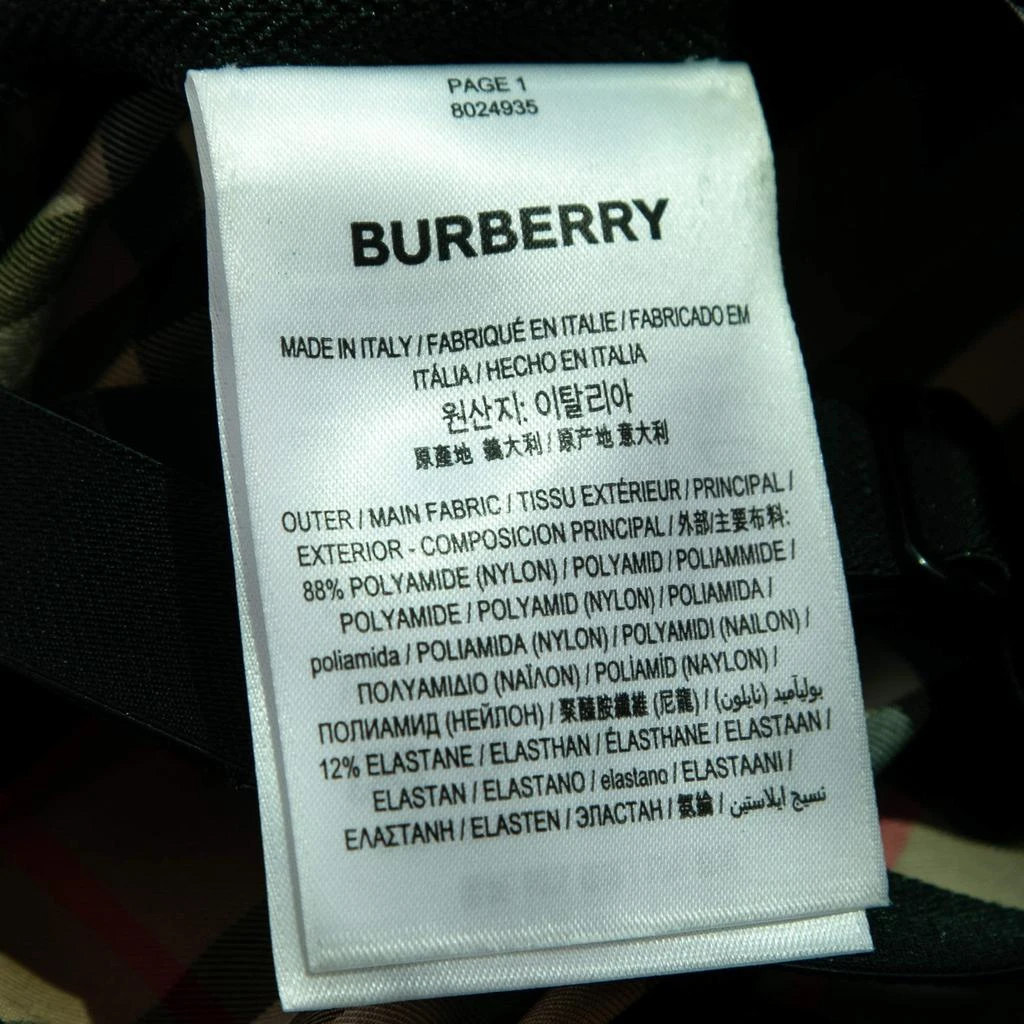 PAGE 1
8024935
BURBERRY
MADE IN ITALY / FABRIQUÉ EN ITALIE / FABRICADO EM
ITÁLIA / HECHO EN ITALIA
원산지: 이탈리아
原產地 義大利 / 原产地 意大利
OUTER / MAIN FABRIC / TISSU EXTÉRIEUR / PRINCIPAL /
EXTERIOR - COMPOSICION PRINCIPAL / 外部/主要布料:
88% POLYAMIDE (NYLON) / POLYAMID / POLIAMMIDE /
POLYAMIDE / POLYAMID (NYLON) / POLIAMIDA /
poliamida / POLIAMIDA (NYLON) / POLYAMIDI (NAILON) /
ΠΟΛΥΑΜΙΔΙΟ (ΝΑΪΛΟΝ) / POLİAMİD (NAYLON) /
ПОЛИАМИД (НЕЙЛОН) / 聚醯胺纖維 (尼龍) / بولياميد (نايلون)
12% ELASTANE / ELASTHAN / ÉLASTHANE / ELASTAAN /
ELASTAN / ELASTANO / elastano / ELASTAANI /
ΕΛΑΣΤΑΝΗ / ELASTEN / ЭЛАСТАН / 氨綸 / نسيج ايلاستين